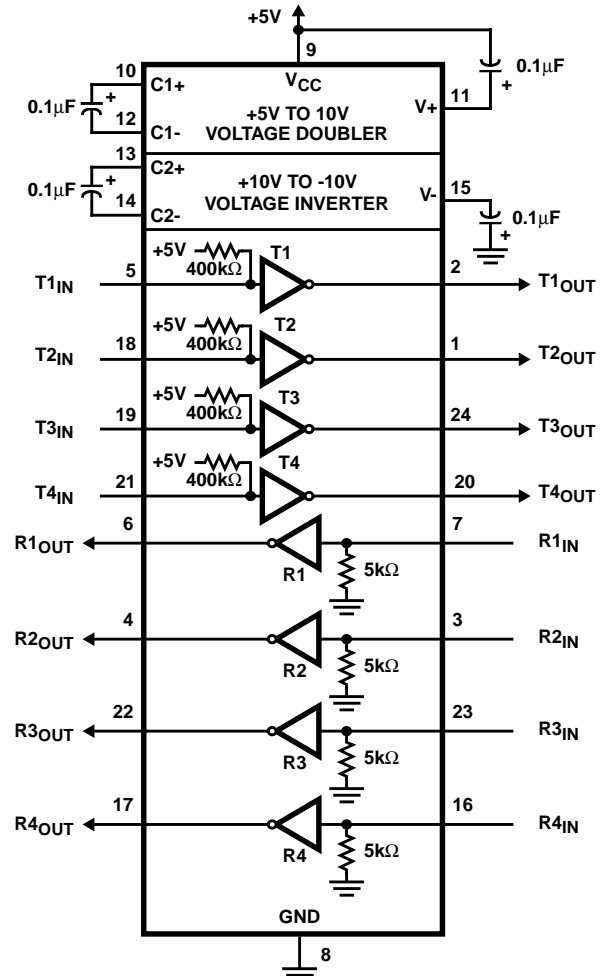 +5V
9
VCC
10
C1+
0.1µF
+
12
C1-
+5V TO 10V
VOLTAGE DOUBLER
V+
11
0.1µF
+
13
C2+
0.1µF
+
14
C2-
+10V TO -10V
VOLTAGE INVERTER
V-
15
0.1µF
+
T1IN
5
+5V
400kΩ
T1
2
T1OUT
T2IN
18
+5V
400kΩ
T2
1
T2OUT
T3IN
19
+5V
400kΩ
T3
24
T3OUT
T4IN
21
+5V
400kΩ
T4
20
T4OUT
R1OUT
6
R1
5kΩ
7
R1IN
R2OUT
4
R2
5kΩ
3
R2IN
R3OUT
22
R3
5kΩ
23
R3IN
R4OUT
17
R4
5kΩ
16
R4IN
GND
8